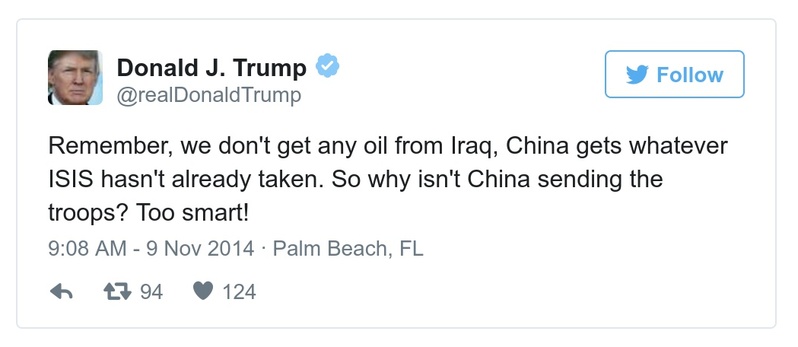 Donald J. Trump
@realDonaldTrump
Follow
Remember, we don't get any oil from Iraq, China gets whatever
ISIS hasn't already taken. So why isn't China sending the
troops? Too smart!
9:08 AM - 9 Nov 2014 · Palm Beach, FL
94 124